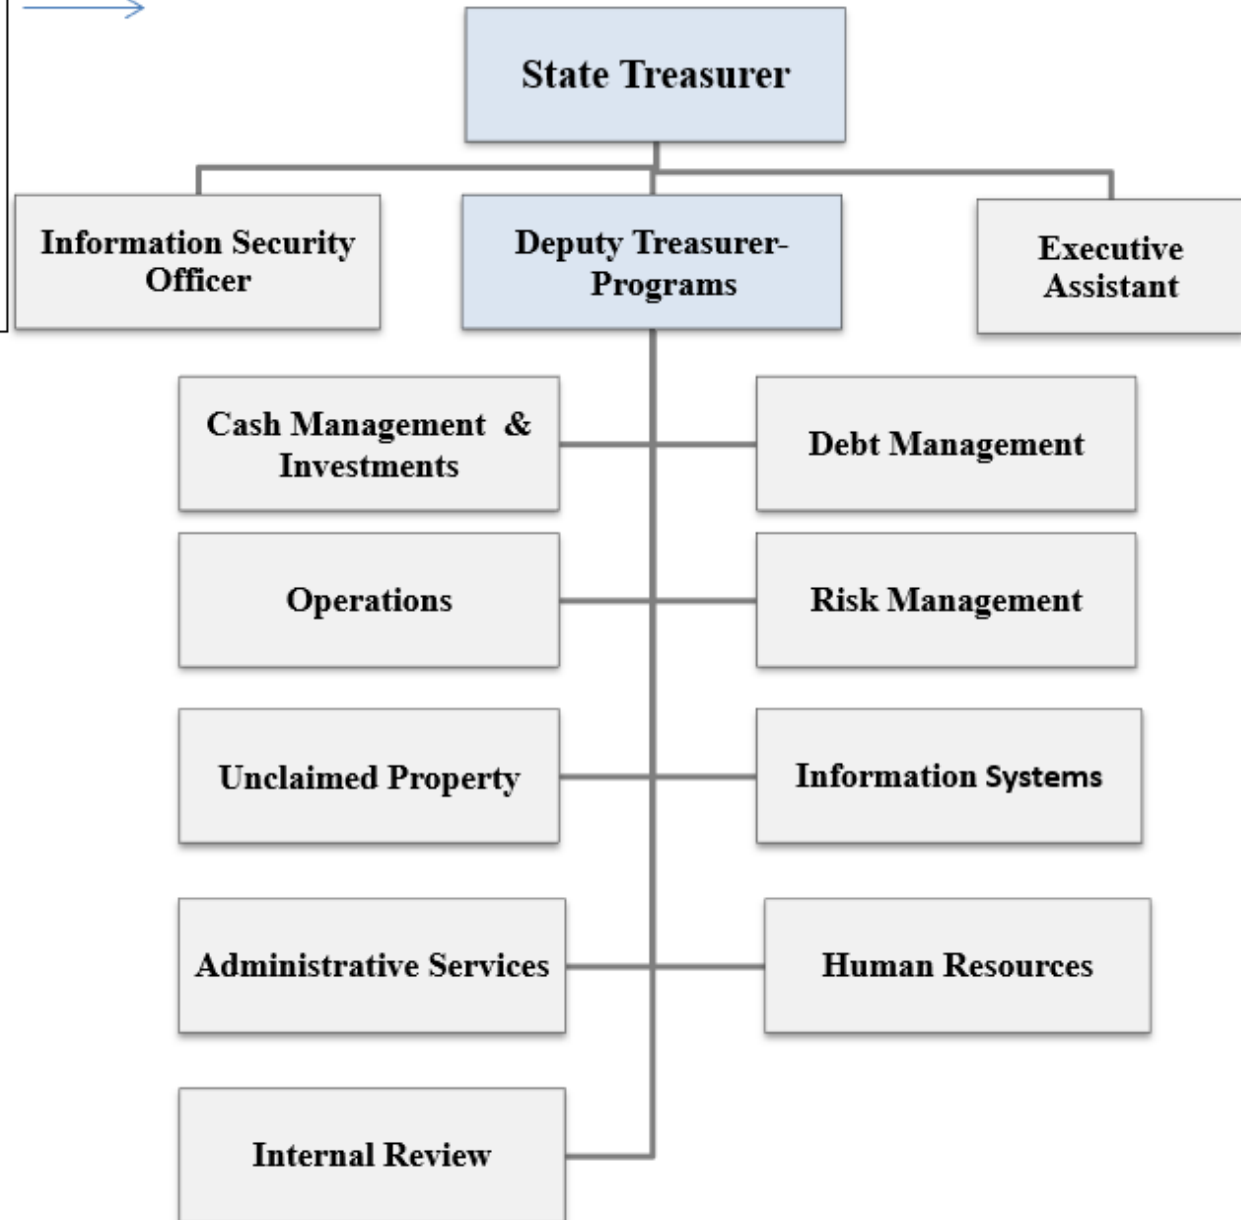 State Treasurer
Information Security
Officer
Deputy Treasurer-
Programs
Executive
Assistant
Cash Management  &
Investments
Debt Management
Operations
Risk Management
Unclaimed Property
Information Systems
Administrative Services
Human Resources
Internal Review